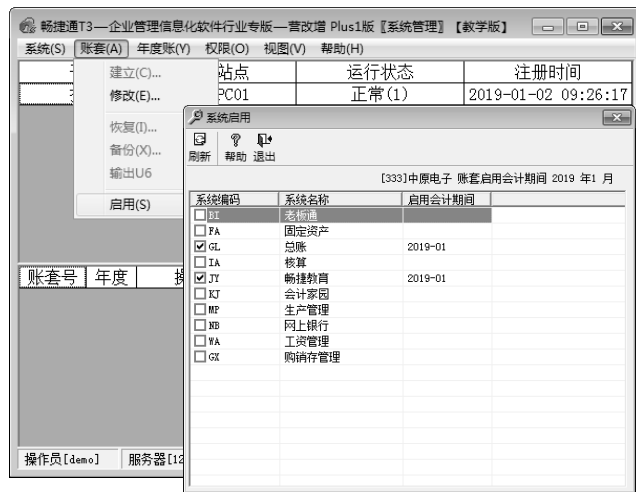 畅捷通T3—企业管理信息化软件行业专版—营改增 Plus1版〖系统管理〗【教学版】
系统(S) 账套(A) 年度账(Y) 权限(O) 视图(V) 帮助(H)
站点 运行状态 注册时间
PC01 正常(1) 2019-01-02 09:26:17
建立(C)...
修改(E)...
恢复(I)...
备份(X)...
输出U6
启用(S)
系统启用
刷新 帮助 退出
[333]中原电子 账套启用会计期间 2019 年1 月
系统编码 系统名称 启用会计期间
BI 老板通
FA 固定资产
GL 总账 2019-01
IA 核算
JY 畅捷教育 2019-01
KJ 会计家园
MP 生产管理
NB 网上银行
WA 工资管理
GX 购销存管理
账套号 年度
操作员[demo] 服务器[12